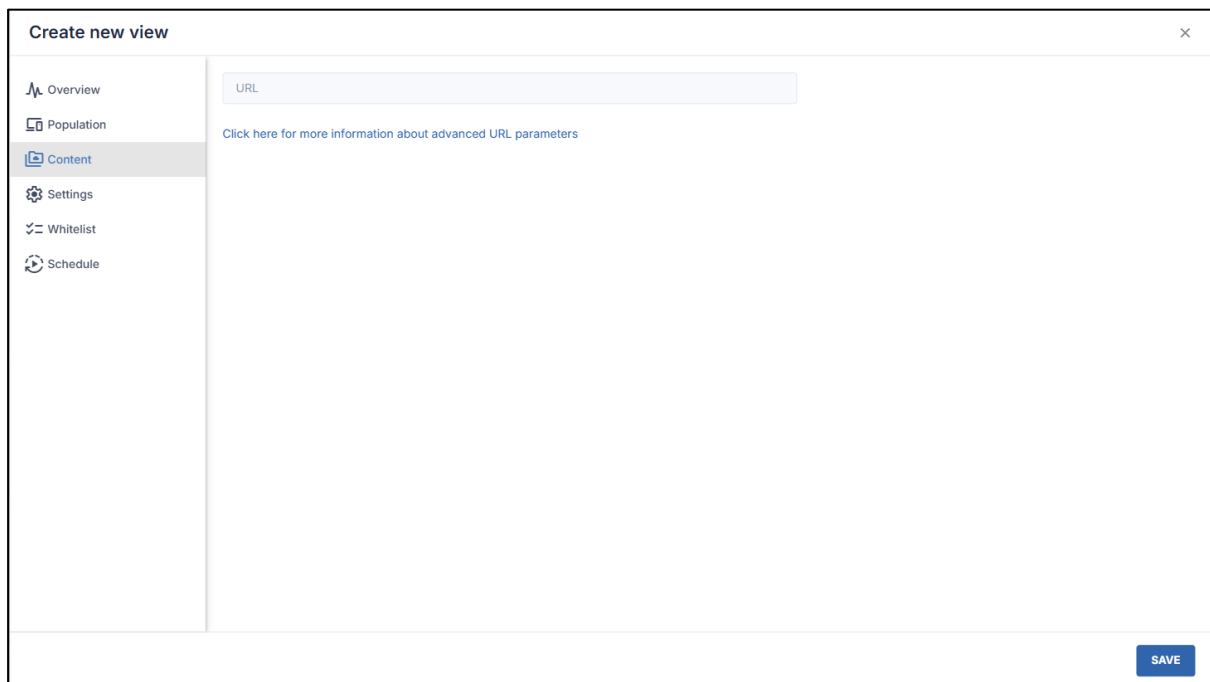 Create new view
Overview
Population
Content
Settings
Whitelist
Schedule
URL
Click here for more information about advanced URL parameters
SAVE